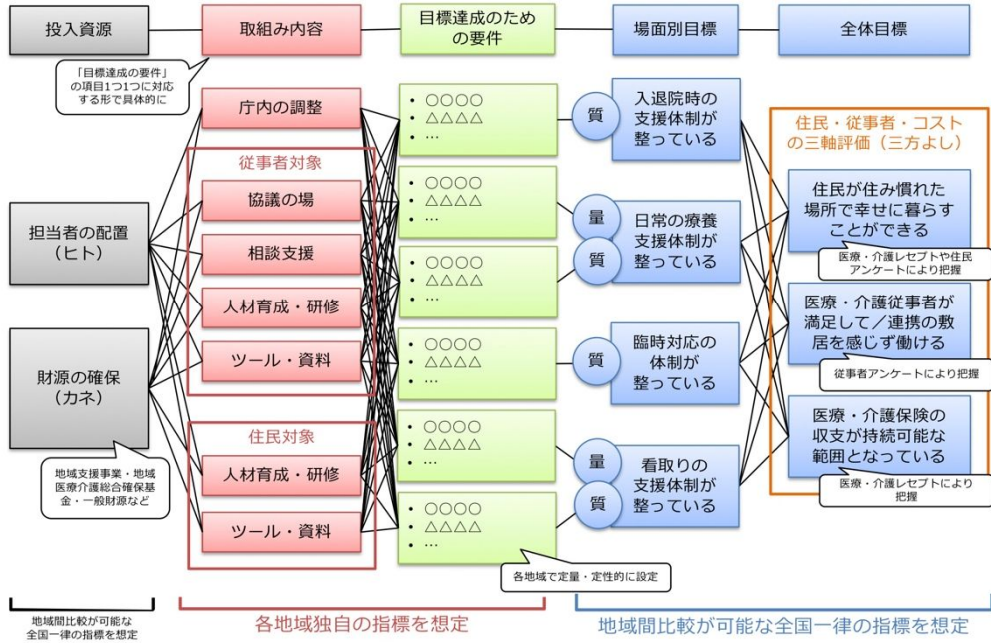 投入資源
取組み内容
目標達成のため
の要件
場面別目標
全体目標
「目標達成の要件」
の項目1つ1つに対応
する形で具体的に
庁内の調整
従事者対象
協議の場
相談支援
人材育成・研修
ツール・資料
住民対象
人材育成・研修
ツール・資料
担当者の配置
（ヒト）
財源の確保
（カネ）
地域支援事業・地域
医療介護総合確保基
金・一般財源など
• ○○○○
• △△△△
• …
• ○○○○
• △△△△
• …
• ○○○○
• △△△△
• …
• ○○○○
• △△△△
• …
• ○○○○
• △△△△
• …
• ○○○○
• △△△△
• …
各地域で定量・定性的に設定
質
入退院時の
支援体制が
整っている
量
質
日常の療養
支援体制が
整っている
質
臨時対応の
体制が
整っている
量
質
看取りの
支援体制が
整っている
住民・従事者・コスト
の三軸評価（三方よし）
住民が住み慣れた
場所で幸せに暮らす
ことができる
医療・介護レセプトや住民
アンケートにより把握
医療・介護従事者が
満足して／連携の敷
居を感じず働ける
従事者アンケートにより把握
医療・介護保険の
収支が持続可能な
範囲となっている
医療・介護レセプトにより
把握
地域間比較が可能な
全国一律の指標を想定
各地域独自の指標を想定
地域間比較が可能な全国一律の指標を想定